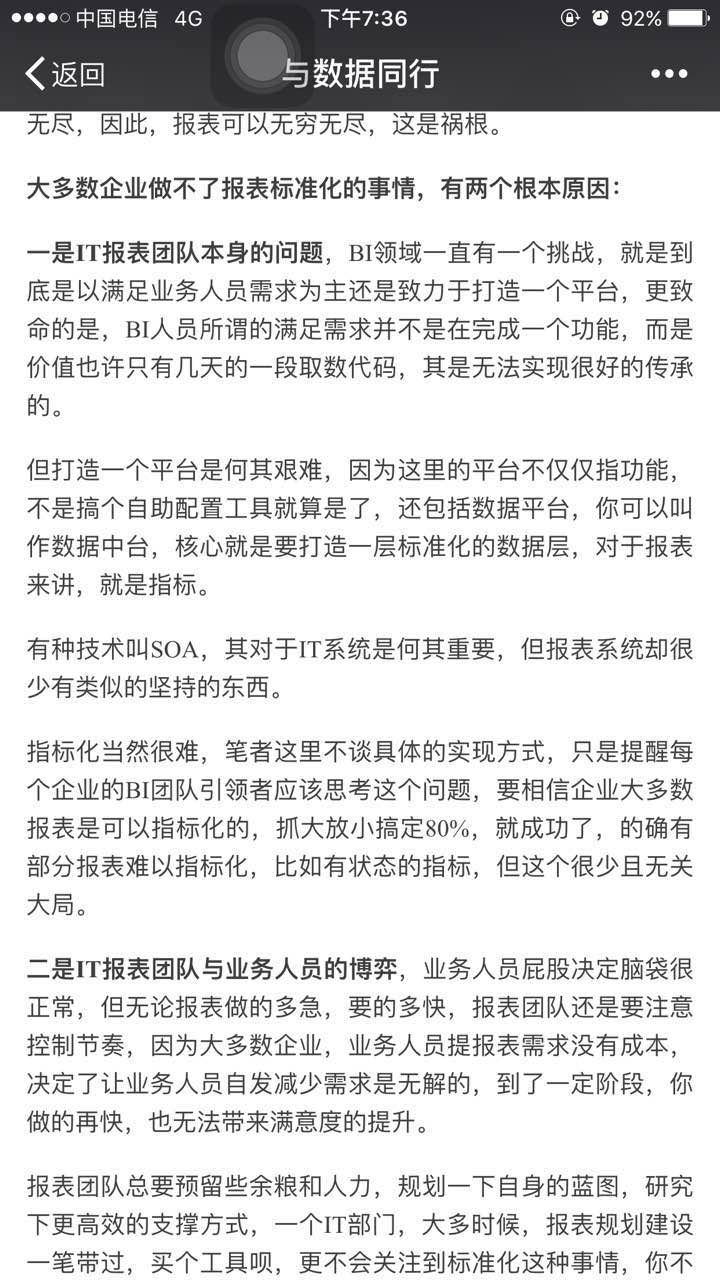 中国电信 4G 下午7:36 92%
返回 与数据同行
无尽，因此，报表可以无穷无尽，这是祸根。
大多数企业做不了报表标准化的事情，有两个根本原因：
一是IT报表团队本身的问题，BI领域一直有一个挑战，就是到
底是以满足业务人员需求为主还是致力于打造一个平台，更致
命的是，BI人员所谓的满足需求并不是在完成一个功能，而是
价值也许只有几天的一段取数代码，其是无法实现很好的传承
的。
但打造一个平台是何其艰难，因为这里的平台不仅仅指功能，
不是搞个自助配置工具就算是了，还包括数据平台，你可以叫
作数据中台，核心就是要打造一层标准化的数据层，对于报表
来讲，就是指标。
有种技术叫SOA，其对于IT系统是何其重要，但报表系统却很
少有类似的坚持的东西。
指标化当然很难，笔者这里不谈具体的实现方式，只是提醒每
个企业的BI团队引领者应该思考这个问题，要相信企业大多数
报表是可以指标化的，抓大放小搞定80%，就成功了，的确有
部分报表难以指标化，比如有状态的指标，但这个很少且无关
大局。
二是IT报表团队与业务人员的博弈，业务人员屁股决定脑袋很
正常，但无论报表做的多急，要的多快，报表团队还是要注意
控制节奏，因为大多数企业，业务人员提报表需求没有成本，
决定了让业务人员自发减少需求是无解的，到了一定阶段，你
做的再快，也无法带来满意度的提升。
报表团队总要预留些余粮和人力，规划一下自身的蓝图，研究
下更高效的支撑方式，一个IT部门，大多时候，报表规划建设
一笔带过，买个工具呗，更不会关注到标准化这种事情，你不